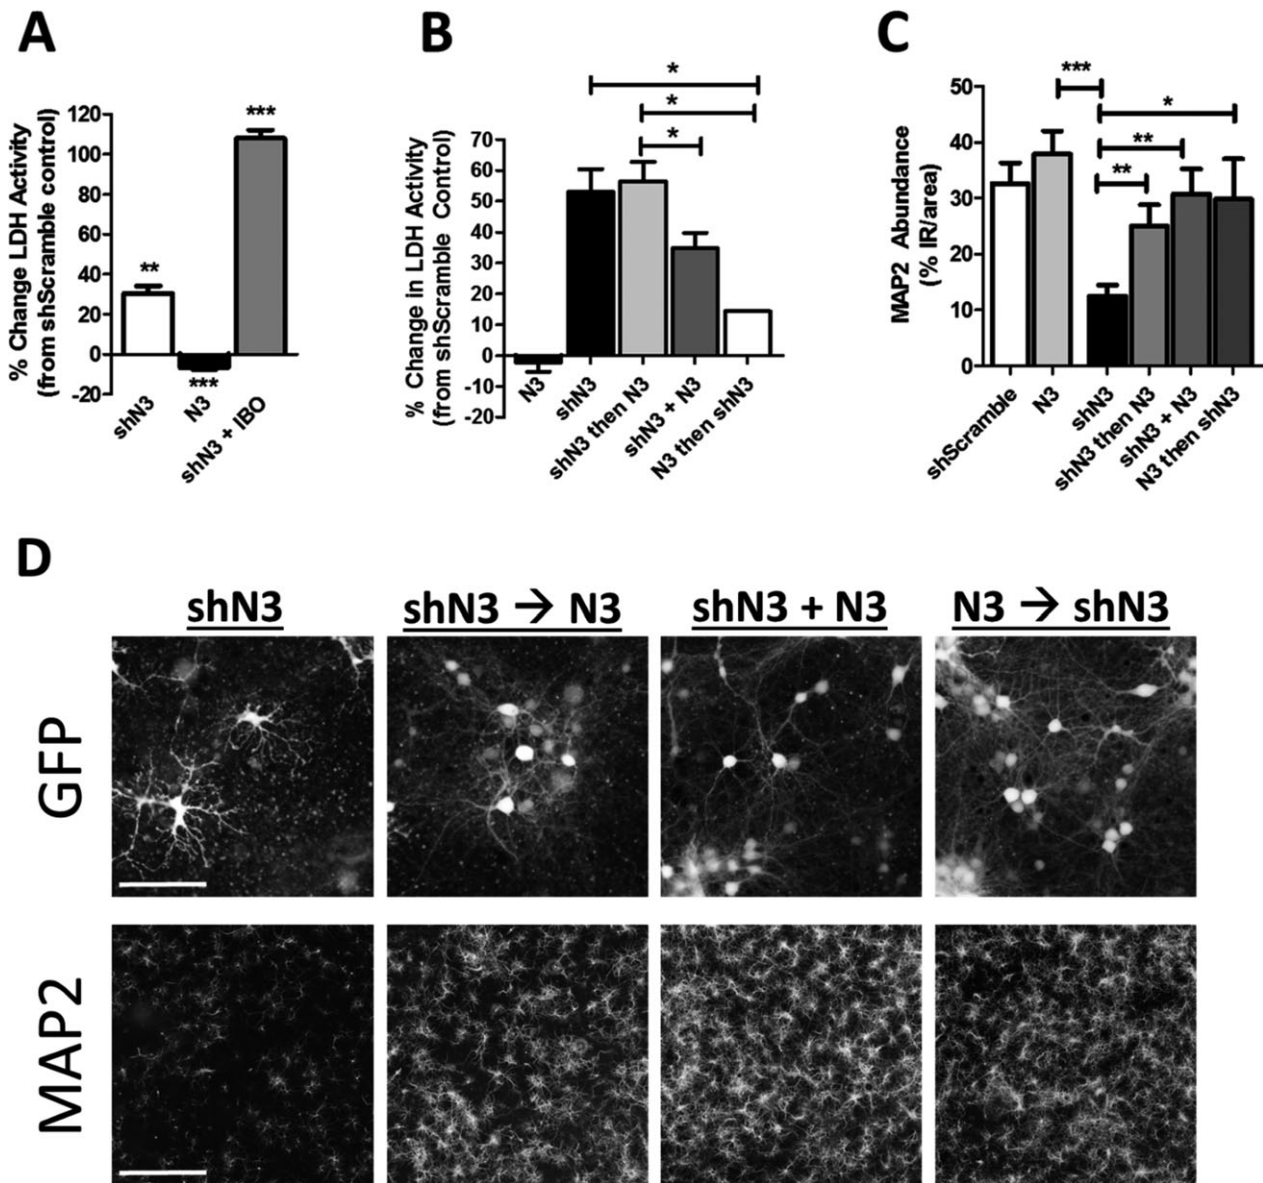 A
% Change LDH Activity
(from shScramble control)
120
100
80
60
40
20
0
-20
**
***
***
shN3
N3
shN3 + IBO
B
% Change in LDH Activity
(from shScramble Control)
70
60
50
40
30
20
10
0
-10
-20
*
*
*
N3
shN3
shN3 then N3
shN3 + N3
N3 then shN3
C
MAP2 Abundance
(% IR/area)
50
40
30
20
10
0
***
*
**
**
shScramble
N3
shN3
shN3 then N3
shN3 + N3
N3 then shN3
D
shN3
shN3 → N3
shN3 + N3
N3 → shN3
GFP
MAP2